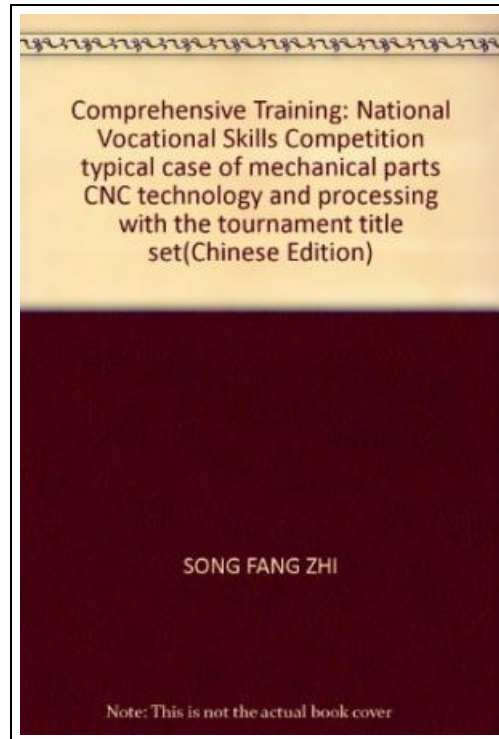 Comprehensive Training: National
Vocational Skills Competition
typical case of mechanical parts
CNC technology and processing
with the tournament title
set(Chinese Edition)
SONG FANG ZHI
Note: This is not the actual book cover